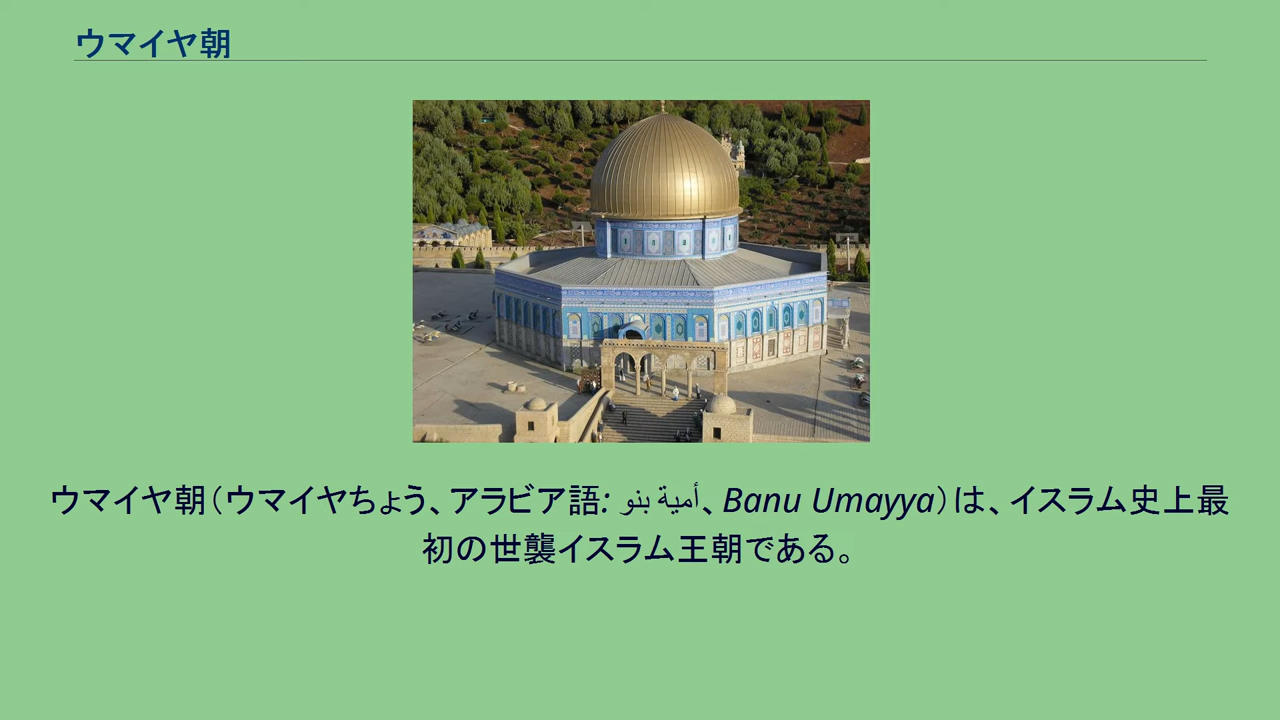 ウマイヤ朝
ウマイヤ朝（ウマイヤちょう、アラビア語: أمية بنو、Banu Umayya）は、イスラム史上最
初の世襲イスラム王朝である。